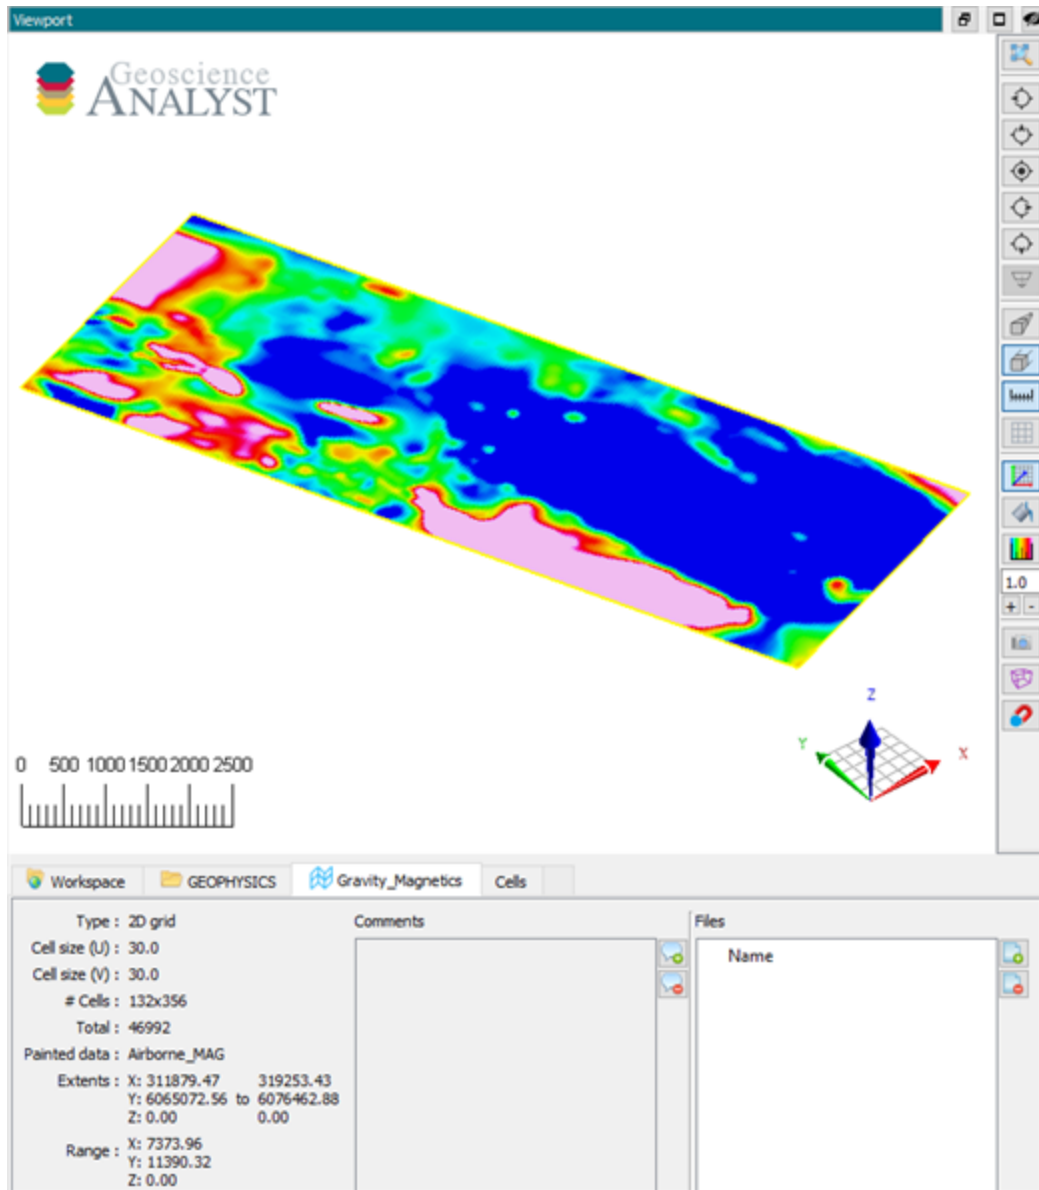 Viewport
Geoscience
ANALYST
1.0
+ -
Z
Y
X
0 500 1000 1500 2000 2500
Workspace
GEOPHYSICS
Gravity_Magnetics
Cells
Type : 2D grid
Cell size (U) : 30.0
Cell size (V) : 30.0
# Cells : 132x356
Total : 46992
Painted data : Airborne_MAG
Extents : X: 311879.47 319253.43
Y: 6065072.56 to 6076462.88
Z: 0.00 0.00
Range : X: 7373.96
Y: 11390.32
Z: 0.00
Comments
Files
Name